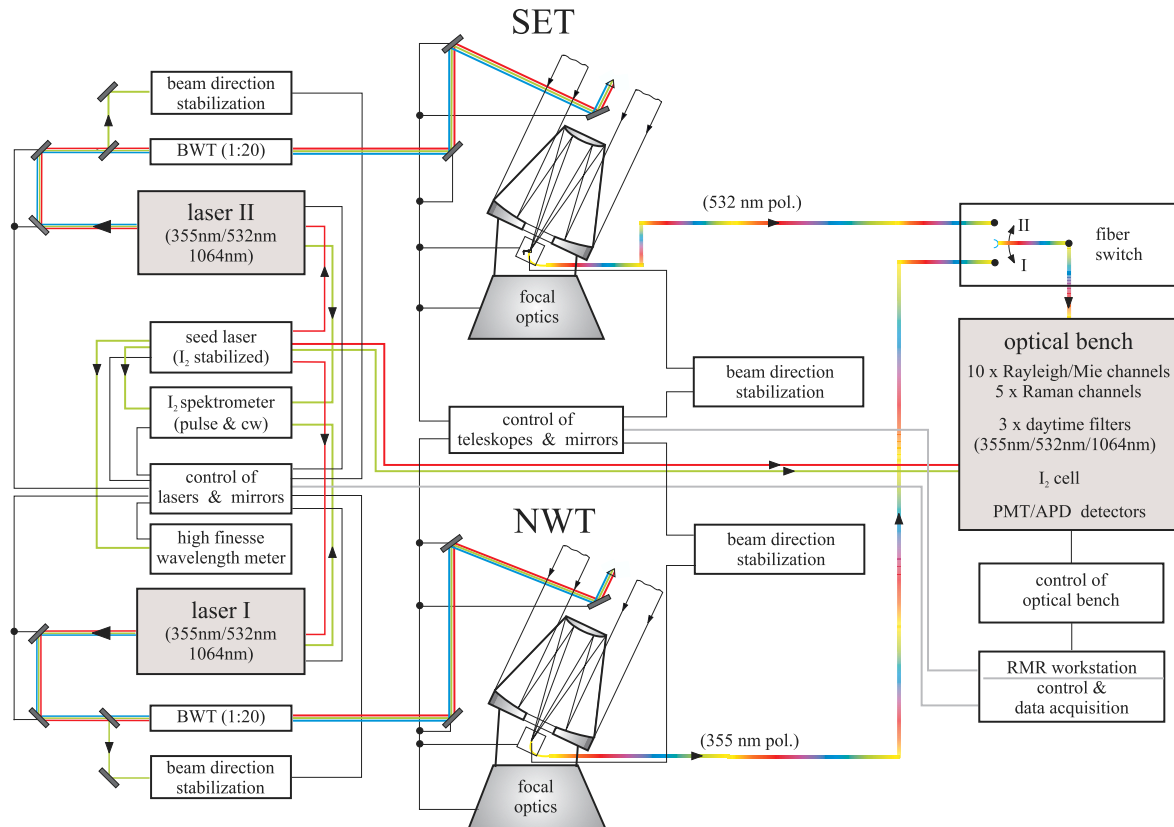 SET
beam direction
stabilization
BWT (1:20)
laser II
(355nm/532nm
1064nm)
seed laser
(I₂ stabilized)
I₂ spektrometer
(pulse & cw)
control of
lasers & mirrors
high finesse
wavelength meter
laser I
(355nm/532nm
1064nm)
BWT (1:20)
beam direction
stabilization
focal
optics
control of
teleskopes & mirrors
NWT
focal
optics
(532 nm pol.)
beam direction
stabilization
beam direction
stabilization
(355 nm pol.)
II
I
fiber
switch
optical bench
10 x Rayleigh/Mie channels
5 x Raman channels
3 x daytime filters
(355nm/532nm/1064nm)
I₂ cell
PMT/APD detectors
control of
optical bench
RMR workstation
control &
data acquisition